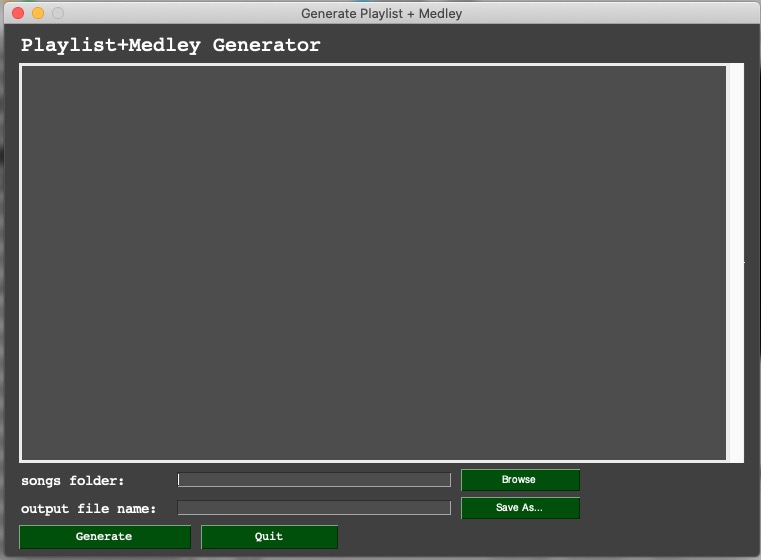 Generate Playlist + Medley
Playlist+Medley Generator
songs folder:
Browse
output file name:
Save As...
Generate
Quit